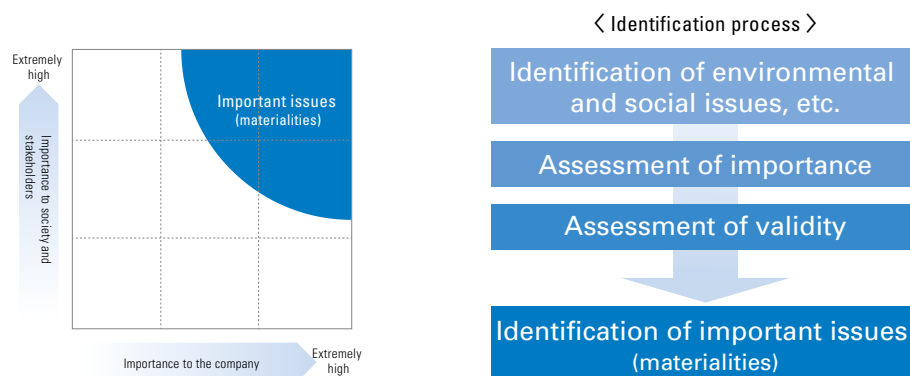 Extremely
high
Importance to society and
stakeholders
Important issues
(materialities)
Importance to the company
Extremely
high
〈 Identification process 〉
Identification of environmental
and social issues, etc.
Assessment of importance
Assessment of validity
Identification of important issues
(materialities)